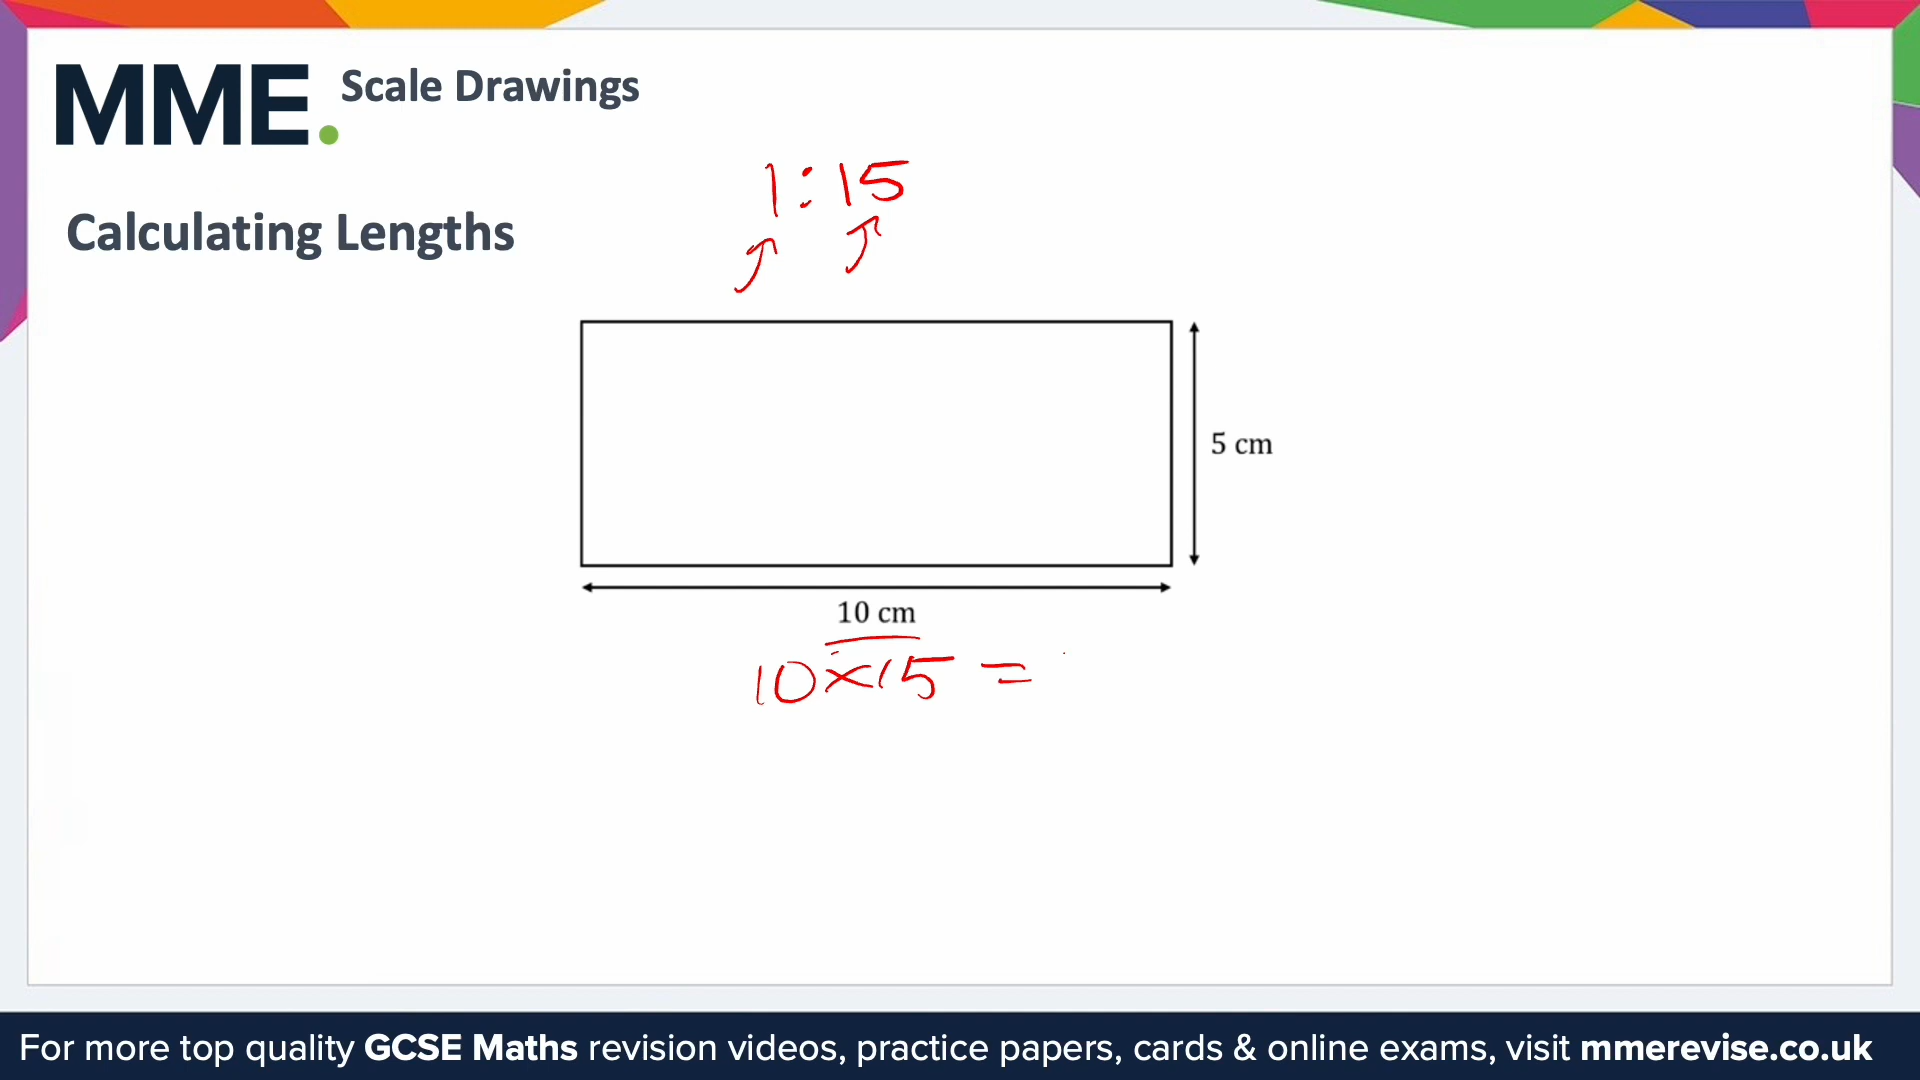 MME. Scale Drawings
1:15
Calculating Lengths
5 cm
10 cm
10×15 =
For more top quality GCSE Maths revision videos, practice papers, cards & online exams, visit mmerevise.co.uk